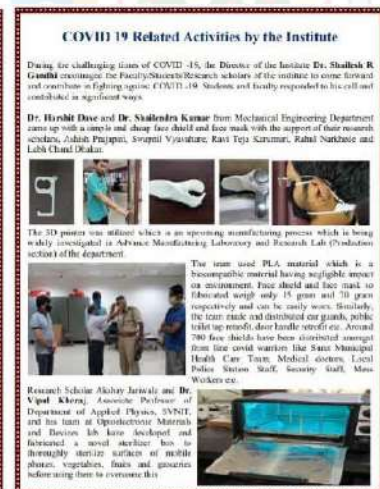 COVID 19 Related Activities by the Institute
During the challenging times of COVID -19, the Director of the Institute Dr. Shailesh R
Gandhi encourages the Faculty/Students/Research scholars of the institute to come forward
and contribute in fighting against COVID -19. Students and faculty responded to his call and
contributed in significant ways.
Dr. Harshit Dave and Dr. Shailendra Kumar from Mechanical Engineering Department
came up with a simple and cheap face shield and face mask with the support of their research
scholars, Ashish Prajapati, Swapnil Vyavahare, Ravi Teja Karumuri, Rahul Narkhede and
Labh Chand Dhakar.
The 3D printer was utilized which is an upcoming manufacturing process which is being
widely investigated in Advance Manufacturing Laboratory and Research Lab (Production
section) of the department.
The team used PLA material which is a
biocompatible material having negligible impact
on environment. Face shield and face mask so
fabricated weigh only 15 gram and 20 gram
respectively and can be easily worn. Similarly,
the team made and distributed ear guards, public
toilet tap retrofit, door handle retrofit etc. Around
700 face shields have been distributed amongst
front line covid warriors like Surat Municipal
Health Care Team, Medical doctors, Local
Police Station Staff, Security Staff, Mess
Workers etc.
Research Scholar Akshay Jariwala and Dr.
Vipul Kheraj, Associate Professor of
Department of Applied Physics, SVNIT,
and his team at Optoelectronic Materials
and Devices lab have developed and
fabricated a novel sterilizer box to
thoroughly sterilize surfaces of mobile
phones, vegetables, fruits and groceries
before using them to overcome this